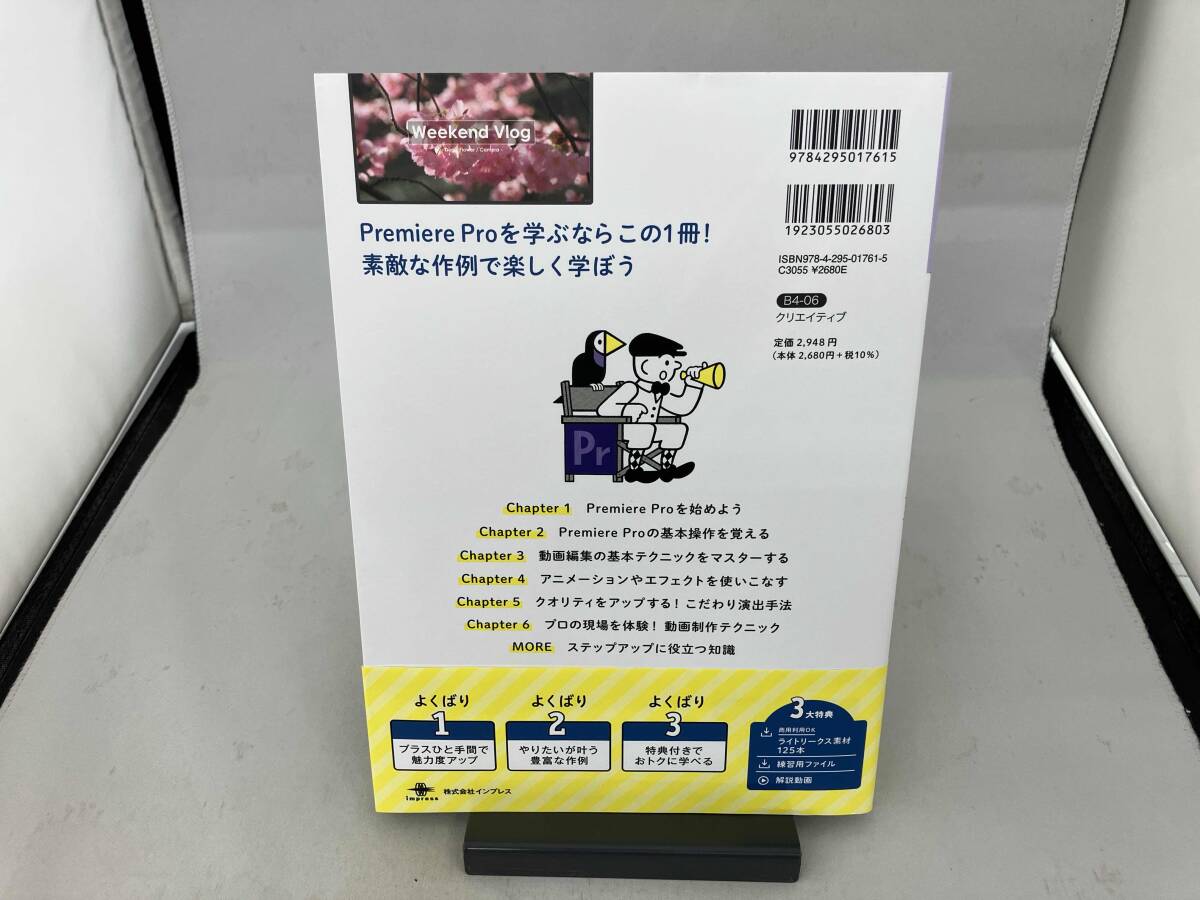 Weekend Vlog
9784295017615
1923055026803
Premiere Proを学ぶならこの1冊!
素敵な作例で楽しく学ぼう
ISBN978-4-295-01761-5
C3055 ¥2680E
B4-06
クリエイティブ
定価 2,948円
(本体 2,680円+税10%)
Pr
Chapter 1 Premiere Proを始めよう
Chapter 2 Premiere Proの基本操作を覚える
Chapter 3 動画編集の基本テクニックをマスターする
Chapter 4 アニメーションやエフェクトを使いこなす
Chapter 5 クオリティをアップする! こだわり演出手法
Chapter 6 プロの現場を体験! 動画制作テクニック
MORE ステップアップに役立つ知識
よくばり
1
プラスひと手間で
魅力度アップ
よくばり
2
やりたいが叶う
豊富な作例
よくばり
3
特典付きで
おトクに学べる
3大特典
商用利用OK
ライトリークス素材
125本
練習用ファイル
解説動画
impress
株式会社インプレス